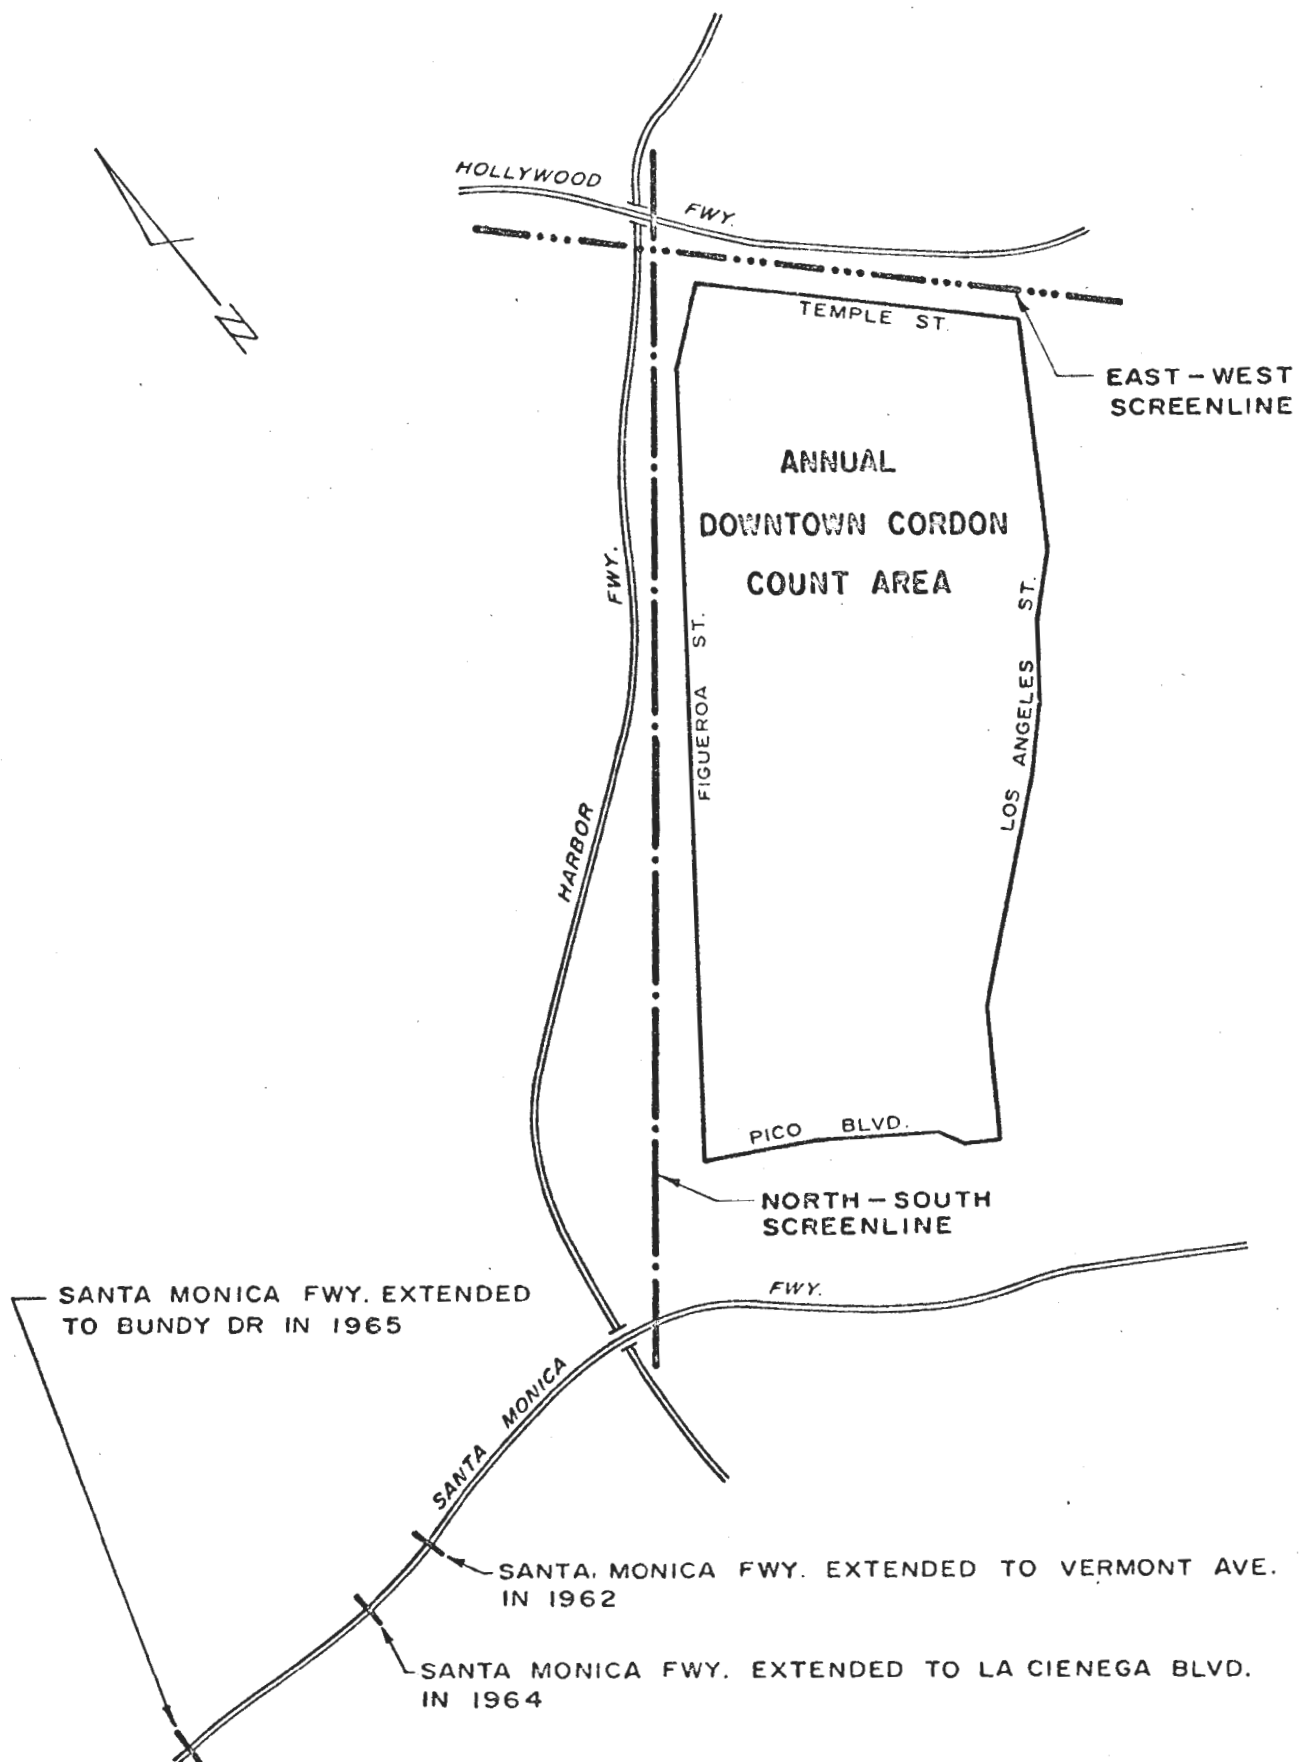 HOLLYWOOD FWY.
N
TEMPLE ST.
EAST-WEST
SCREENLINE
ANNUAL
DOWNTOWN CORDON
COUNT AREA
HARBOR FWY.
FIGUEROA ST.
LOS ANGELES ST.
PICO BLVD.
NORTH-SOUTH
SCREENLINE
SANTA MONICA FWY.
SANTA MONICA FWY. EXTENDED
TO BUNDY DR IN 1965
SANTA MONICA FWY. EXTENDED TO VERMONT AVE.
IN 1962
SANTA MONICA FWY. EXTENDED TO LA CIENEGA BLVD.
IN 1964